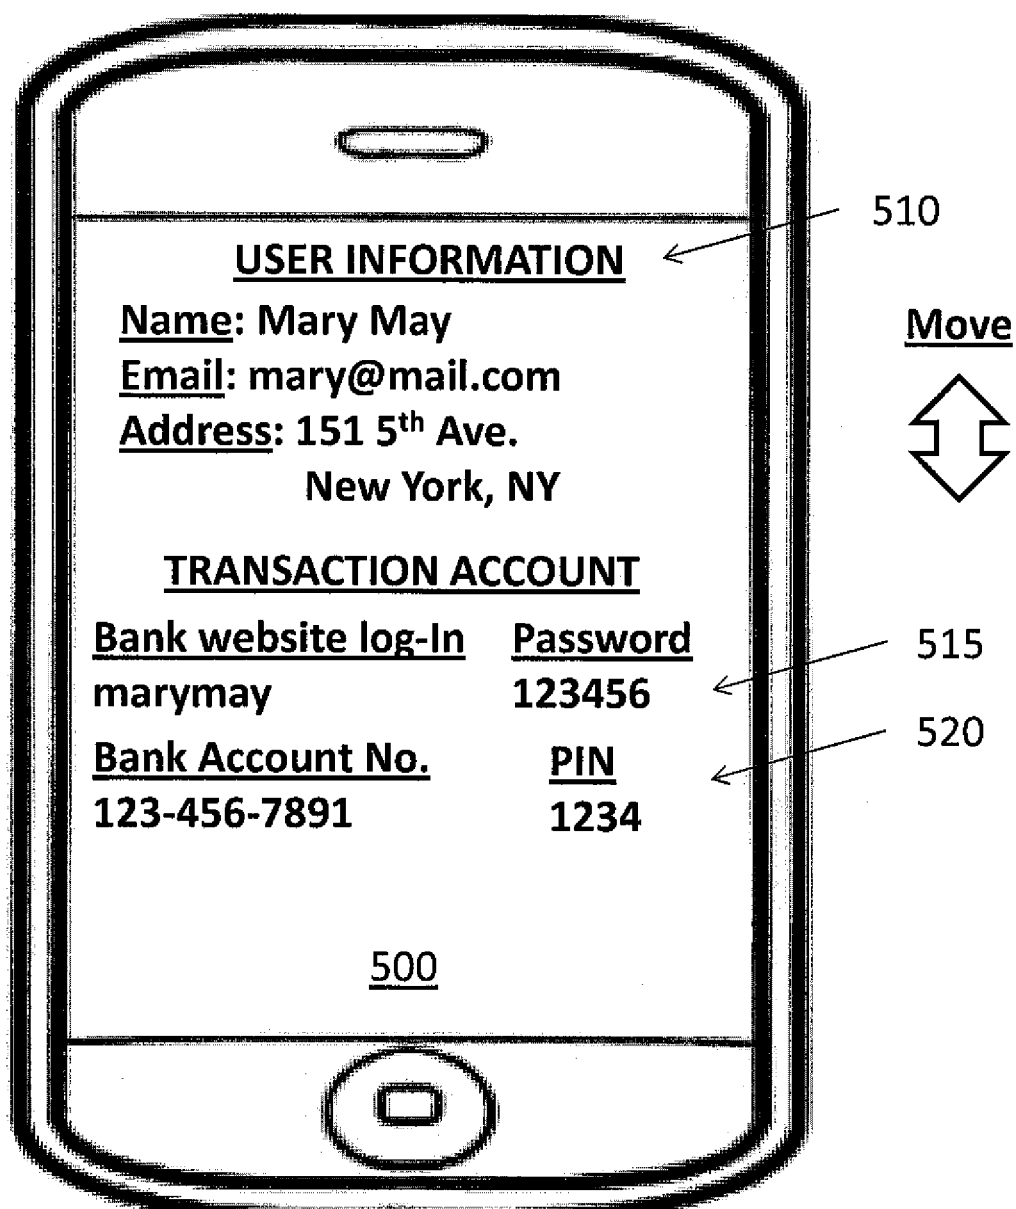 510
USER INFORMATION
Name: Mary May
Move
Email: mary@mail.com
Address: 151 5th Ave.
New York, NY
TRANSACTION ACCOUNT
Bank website log-In Password
515
marymay 123456
520
Bank Account No. PIN
123-456-7891 1234
500